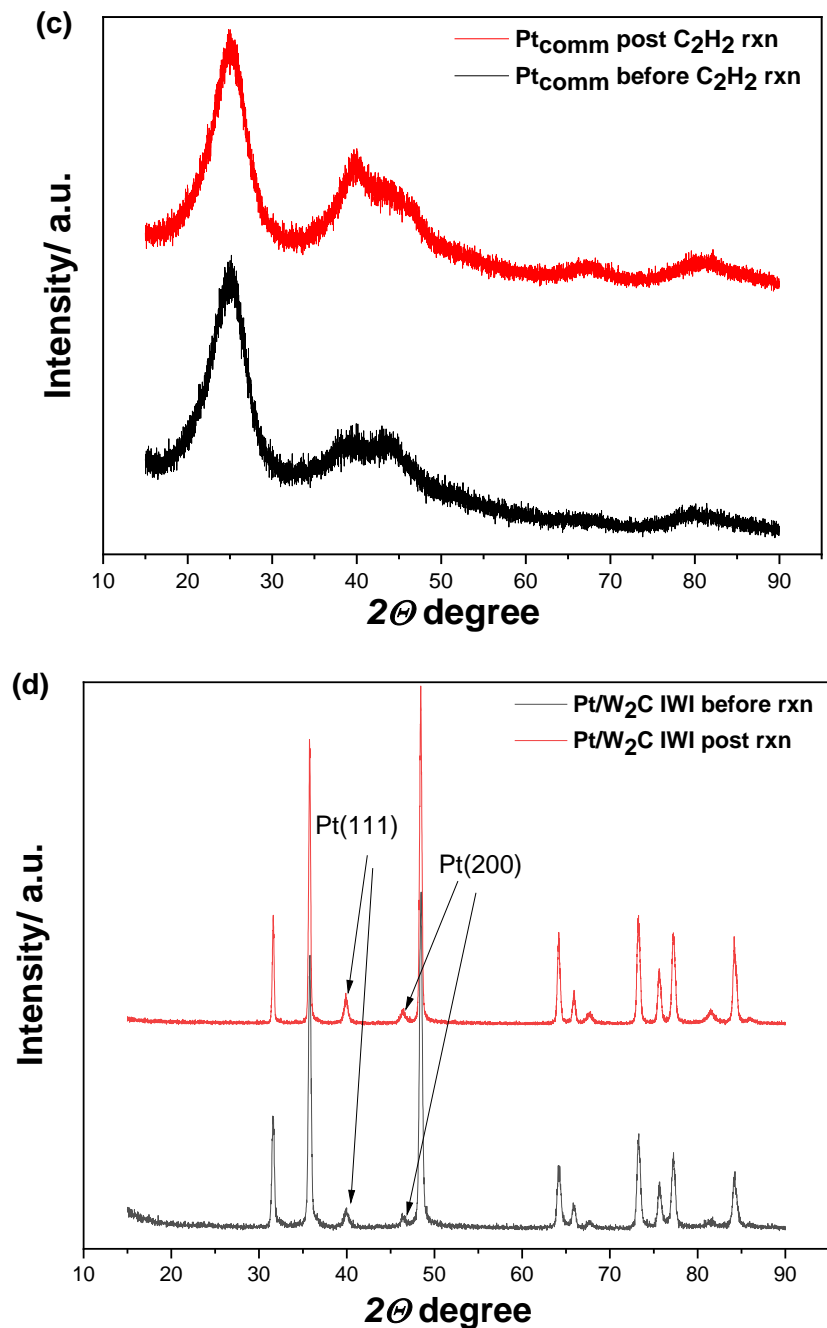 (c)
Ptcomm post C2H2 rxn
Ptcomm before C2H2 rxn
Intensity/ a.u.
10 20 30 40 50 60 70 80 90
2Θ degree
(d)
Pt/W2C IWI before rxn
Pt/W2C IWI post rxn
Pt(111)
Pt(200)
Intensity/ a.u.
10 20 30 40 50 60 70 80 90
2Θ degree